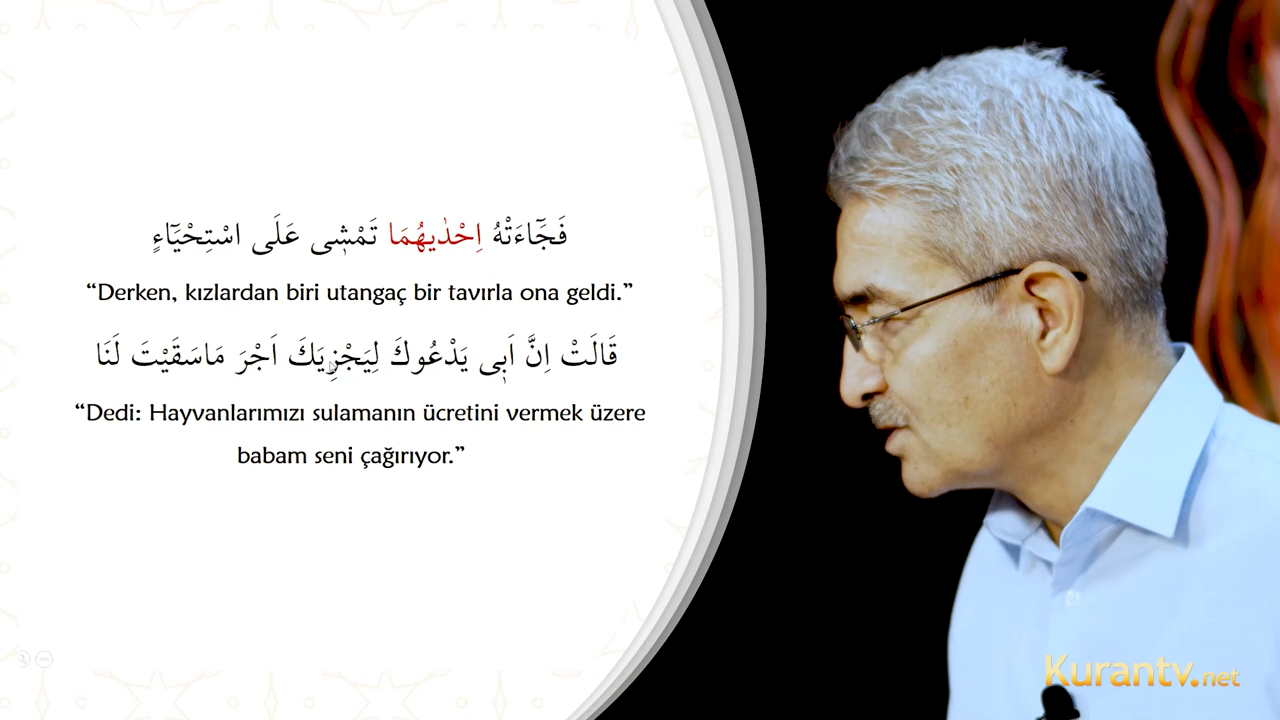 فَجَٓاءَتْهُ اِحْدٰيهُمَا تَمْشٖى عَلَى اسْتِحْيَٓاءٍ
“Derken, kızlardan biri utangaç bir tavırla ona geldi.”
قَالَتْ اِنَّ اَبٖى يَدْعُوكَ لِيَجْزِيَكَ اَجْرَ مَاسَقَيْتَ لَنَا
“Dedi: Hayvanlarımızı sulamanın ücretini vermek üzere
babam seni çağırıyor.”
Kurantv.net